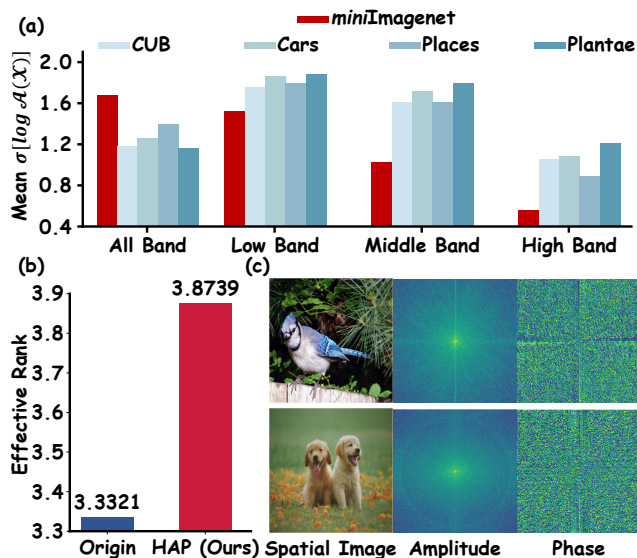 (a)
miniImagenet
CUB
Cars
Places
Plantae
Mean σ[log 𝒜(𝒳)]
2.0
1.6
1.2
0.8
0.4
All Band
Low Band
Middle Band
High Band
(b)
Effective Rank
3.9
3.8
3.7
3.6
3.5
3.4
3.3
3.3321
3.8739
Origin
HAP (Ours)
(c)
Spatial Image
Amplitude
Phase